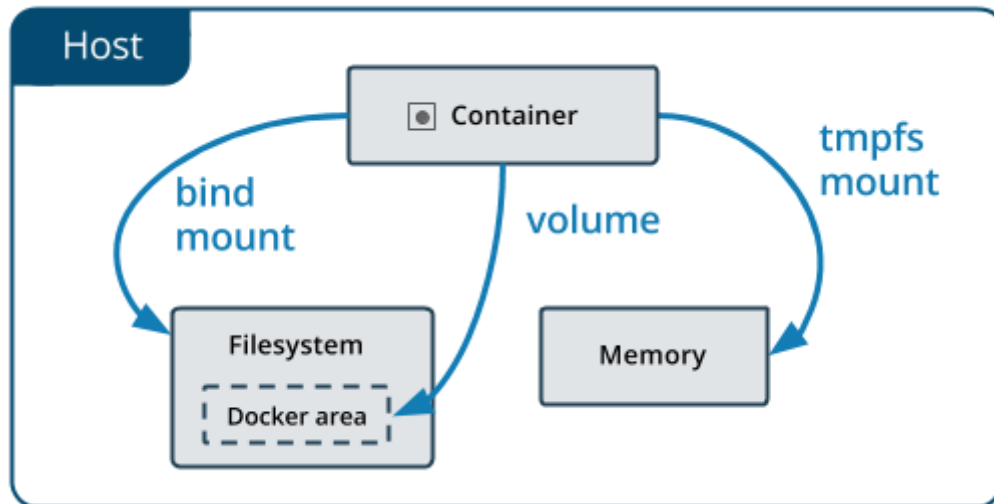 Host
Container
bind
mount
volume
tmpfs
mount
Filesystem
Docker area
Memory